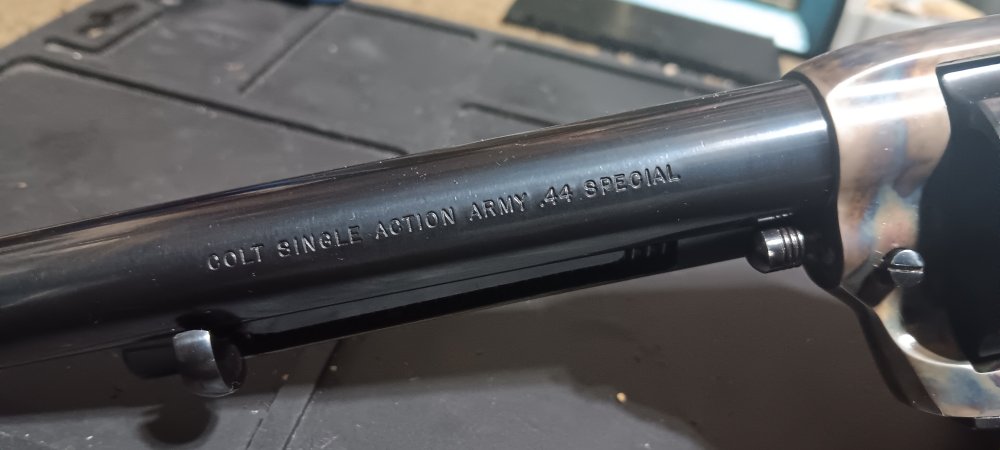 COLT SINGLE ACTION ARMY .44 SPECIAL